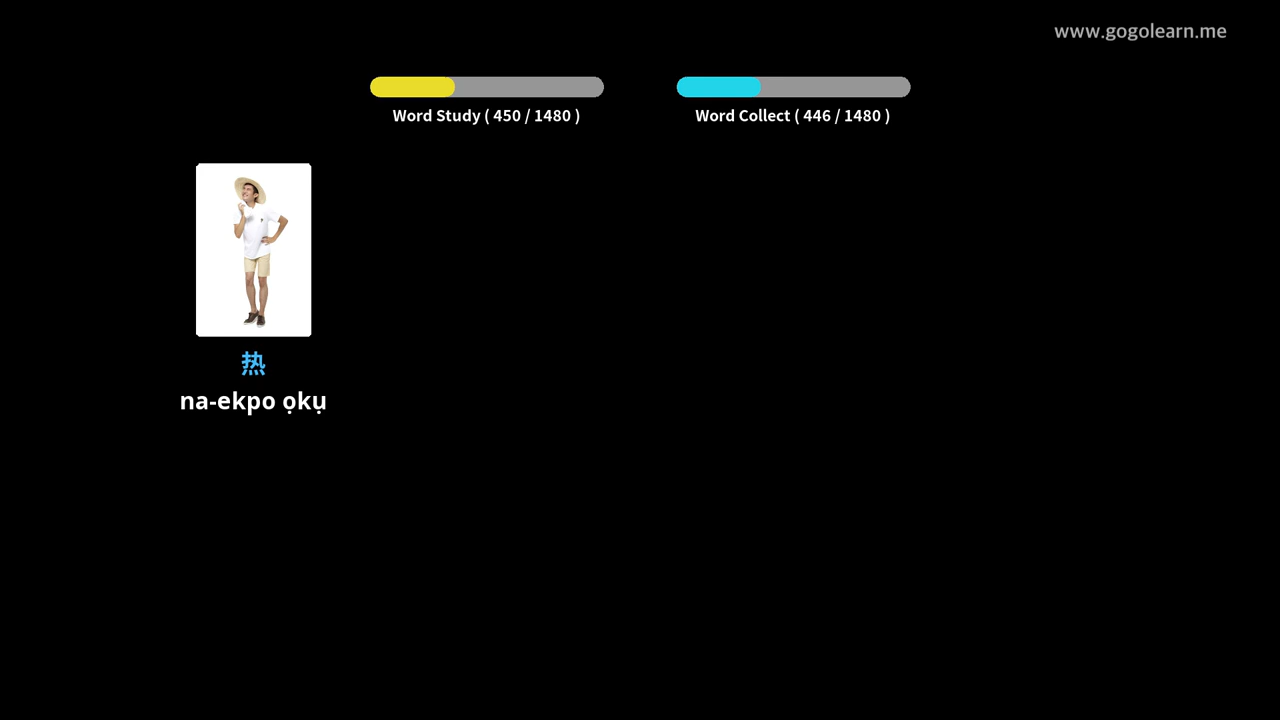 www.gogolearn.me
Word Study ( 450 / 1480 )
Word Collect ( 446 / 1480 )
热
na-ekpo ọkụ